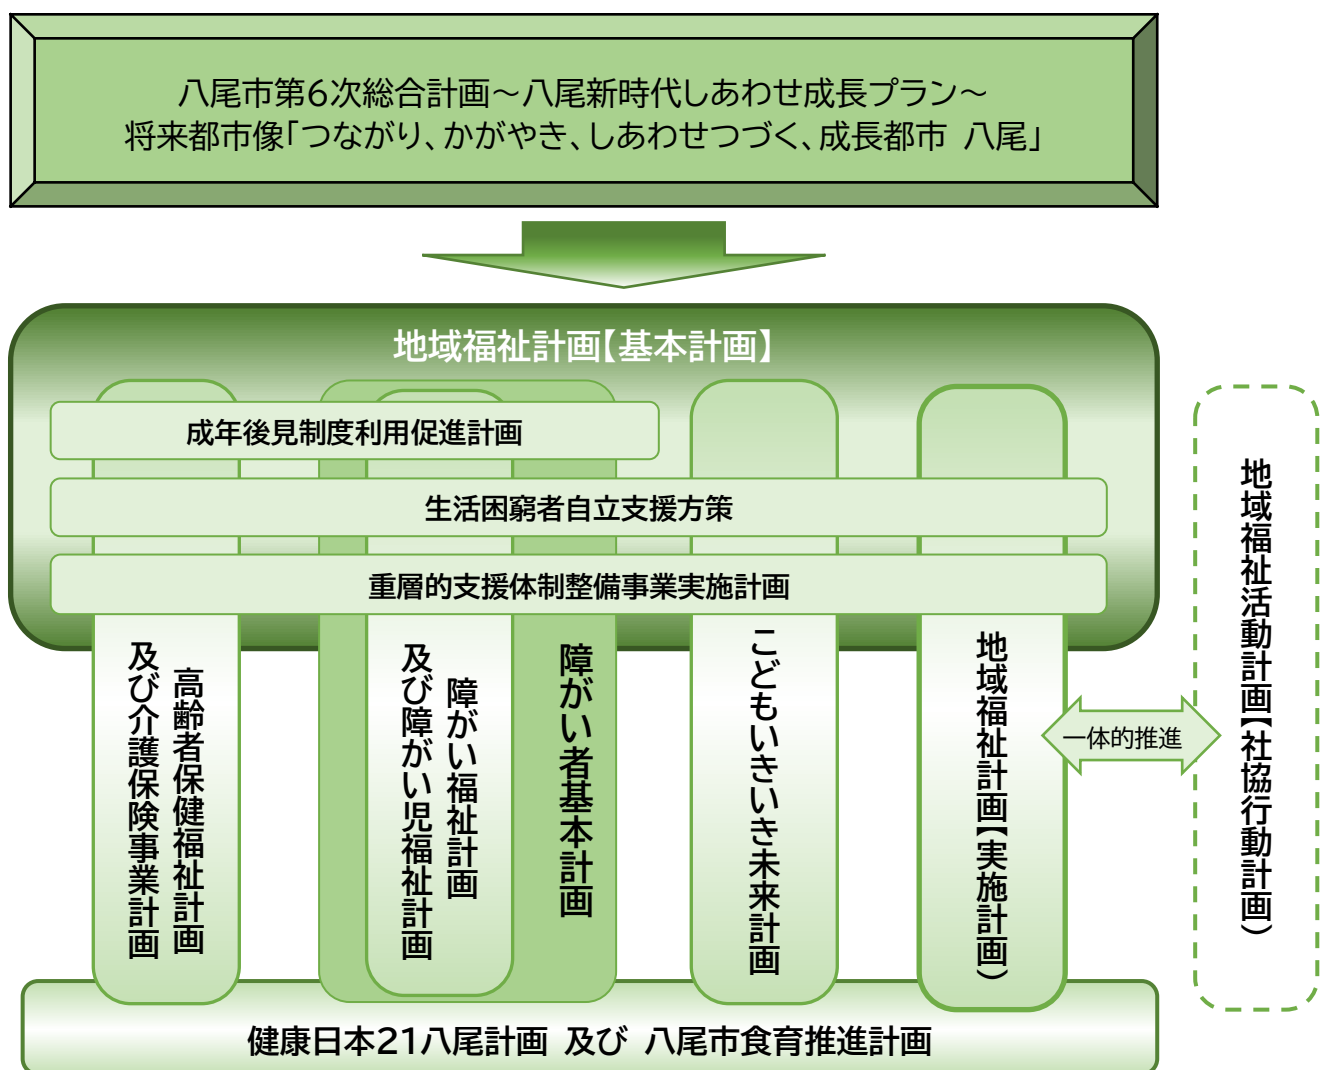 八尾市第6次総合計画～八尾新時代しあわせ成長プラン～
将来都市像「つながり、かがやき、しあわせつづく、成長都市 八尾」
地域福祉計画【基本計画】
成年後見制度利用促進計画
生活困窮者自立支援方策
重層的支援体制整備事業実施計画
高齢者保健福祉計画
及び介護保険事業計画
障がい福祉計画
及び障がい児福祉計画
障がい者基本計画
こどもいきいき未来計画
地域福祉計画【実施計画）
一体的推進
地域福祉活動計画【社協行動計画）
健康日本21八尾計画 及び 八尾市食育推進計画